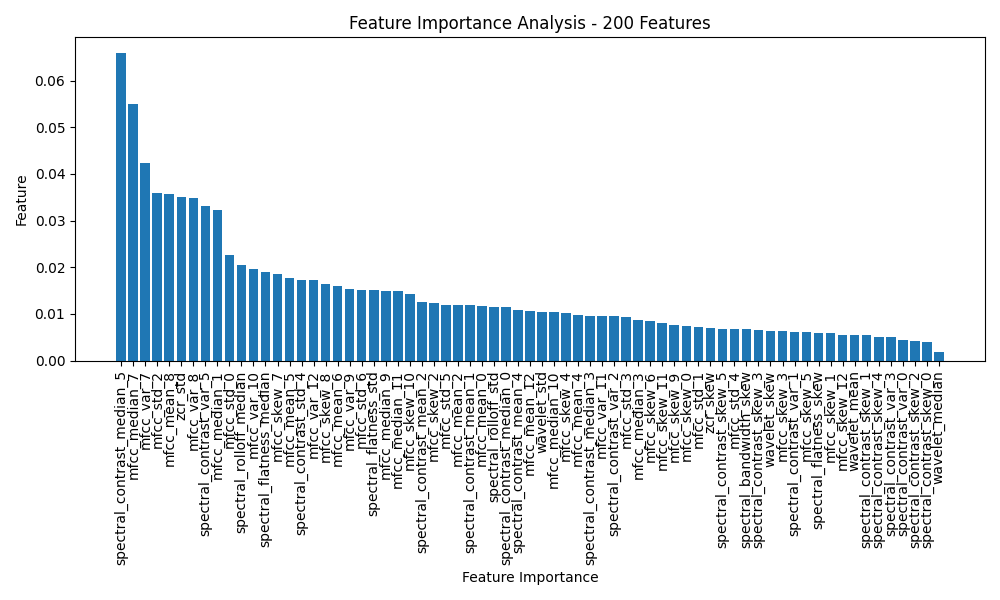 Feature Importance Analysis - 200 Features
Feature
0.06
0.05
0.04
0.03
0.02
0.01
0.00
spectral_contrast_median_5
mfcc_median_7
mfcc_var_7
mfcc_std_2
mfcc_mean_8
zcr_std
mfcc_var_8
spectral_contrast_var_5
mfcc_median_1
mfcc_std_0
spectral_rolloff_median
mfcc_var_10
spectral_flatness_median
mfcc_skew_7
mfcc_mean_5
spectral_contrast_std_4
mfcc_var_12
mfcc_skew_8
mfcc_mean_6
mfcc_var_9
mfcc_std_6
spectral_flatness_std
mfcc_median_9
mfcc_median_11
mfcc_skew_10
spectral_contrast_mean_2
mfcc_skew_2
mfcc_std_5
mfcc_mean_2
spectral_contrast_mean_1
mfcc_mean_0
spectral_rolloff_std
spectral_contrast_median_0
spectral_contrast_mean_4
mfcc_mean_12
wavelet_std
mfcc_median_10
mfcc_skew_4
mfcc_mean_4
spectral_contrast_median_3
mfcc_var_11
spectral_contrast_var_2
mfcc_std_3
mfcc_median_3
mfcc_skew_6
mfcc_skew_11
mfcc_skew_9
mfcc_skew_0
mfcc_std_1
zcr_skew
spectral_contrast_skew_5
mfcc_std_4
spectral_bandwidth_skew
spectral_contrast_skew_3
wavelet_skew
mfcc_skew_3
spectral_contrast_var_1
mfcc_skew_5
spectral_flatness_skew
mfcc_skew_1
mfcc_skew_12
wavelet_mean
spectral_contrast_skew_1
spectral_contrast_skew_4
spectral_contrast_var_3
spectral_contrast_var_0
spectral_contrast_skew_2
spectral_contrast_skew_0
wavelet_median
Feature Importance